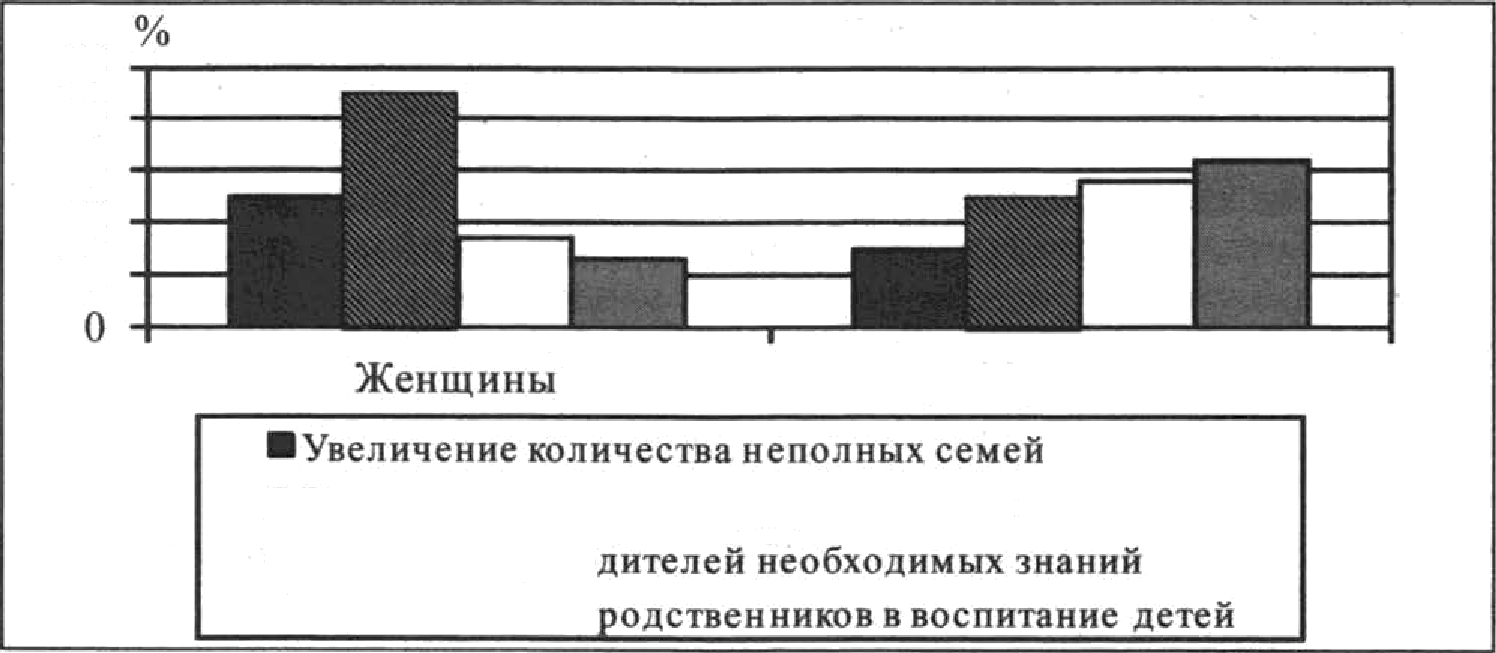 %
0
Женщины
Увеличение количества неполных семей
дителей необходимых знаний
родственников в воспитание детей